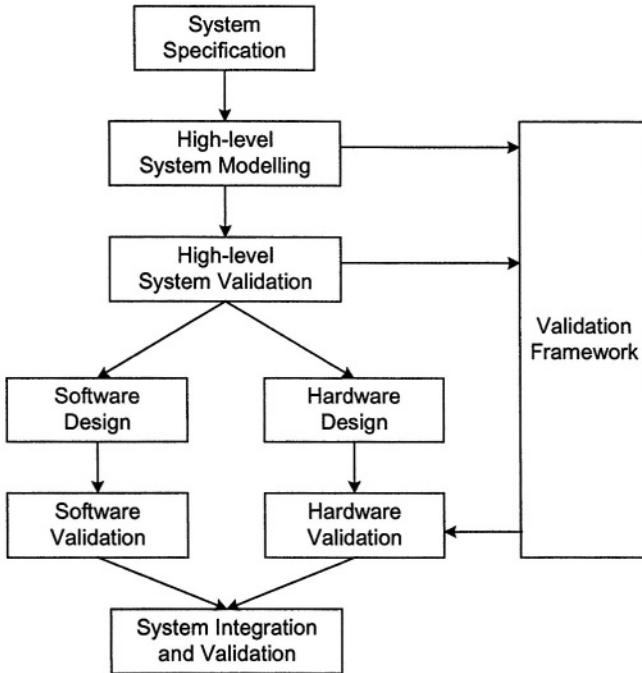 System
Specification
High-level
System Modelling
High-level
System Validation
Validation
Framework
Software
Design
Hardware
Design
Software
Validation
Hardware
Validation
System Integration
and Validation